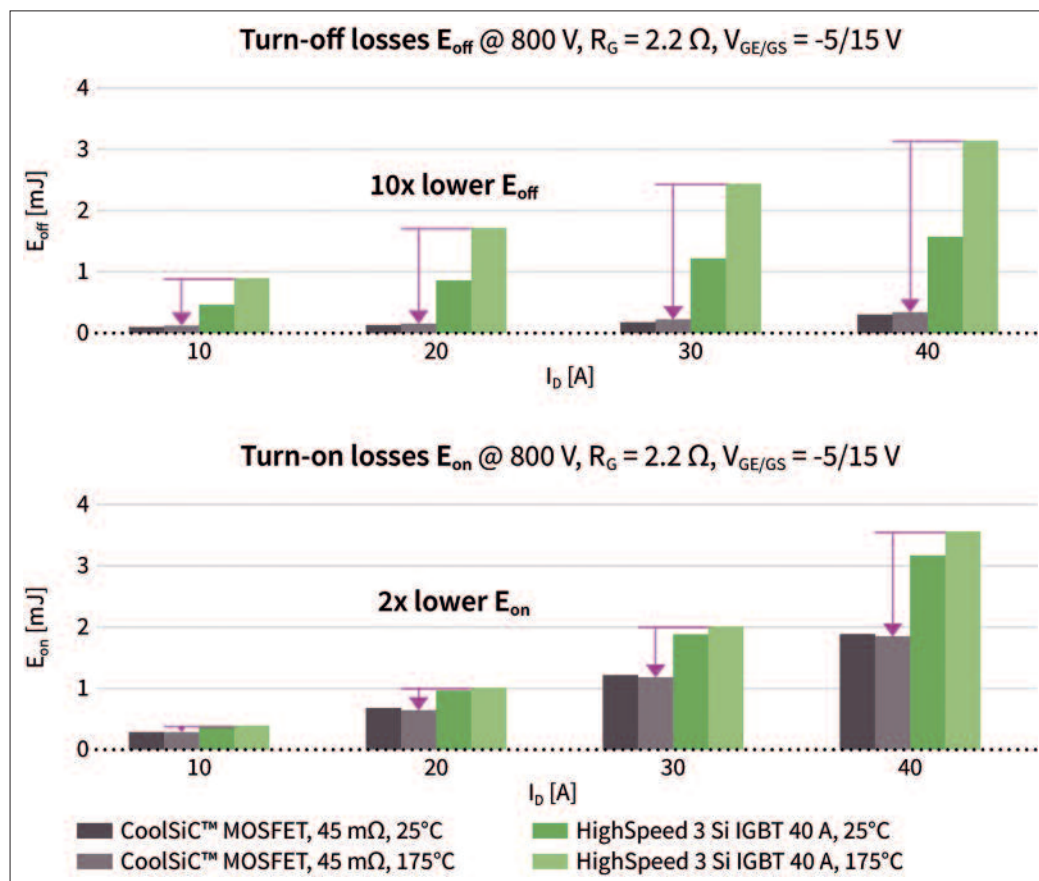 Turn-off losses Eoff @ 800 V, RG = 2.2 Ω, VGE/GS = -5/15 V
4
3
10x lower Eoff
2
1
0
Eoff [mJ]
10 20 30 40
ID [A]
Turn-on losses Eon @ 800 V, RG = 2.2 Ω, VGE/GS = -5/15 V
4
3
2x lower Eon
2
1
0
Eon [mJ]
10 20 30 40
ID [A]
CoolSiC™ MOSFET, 45 mΩ, 25°C
CoolSiC™ MOSFET, 45 mΩ, 175°C
HighSpeed 3 Si IGBT 40 A, 25°C
HighSpeed 3 Si IGBT 40 A, 175°C